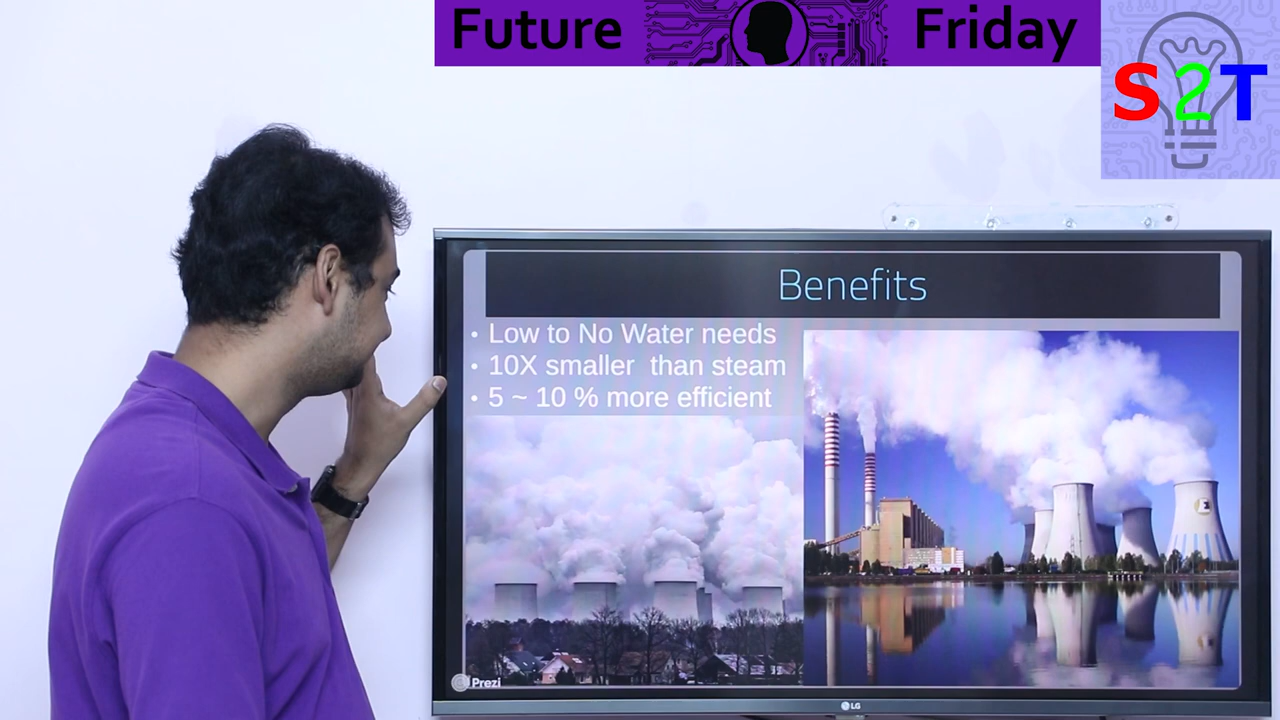 Future Friday
S2T
Benefits
• Low to No Water needs
• 10X smaller  than steam
• 5 ~ 10 % more efficient
Prezi
LG